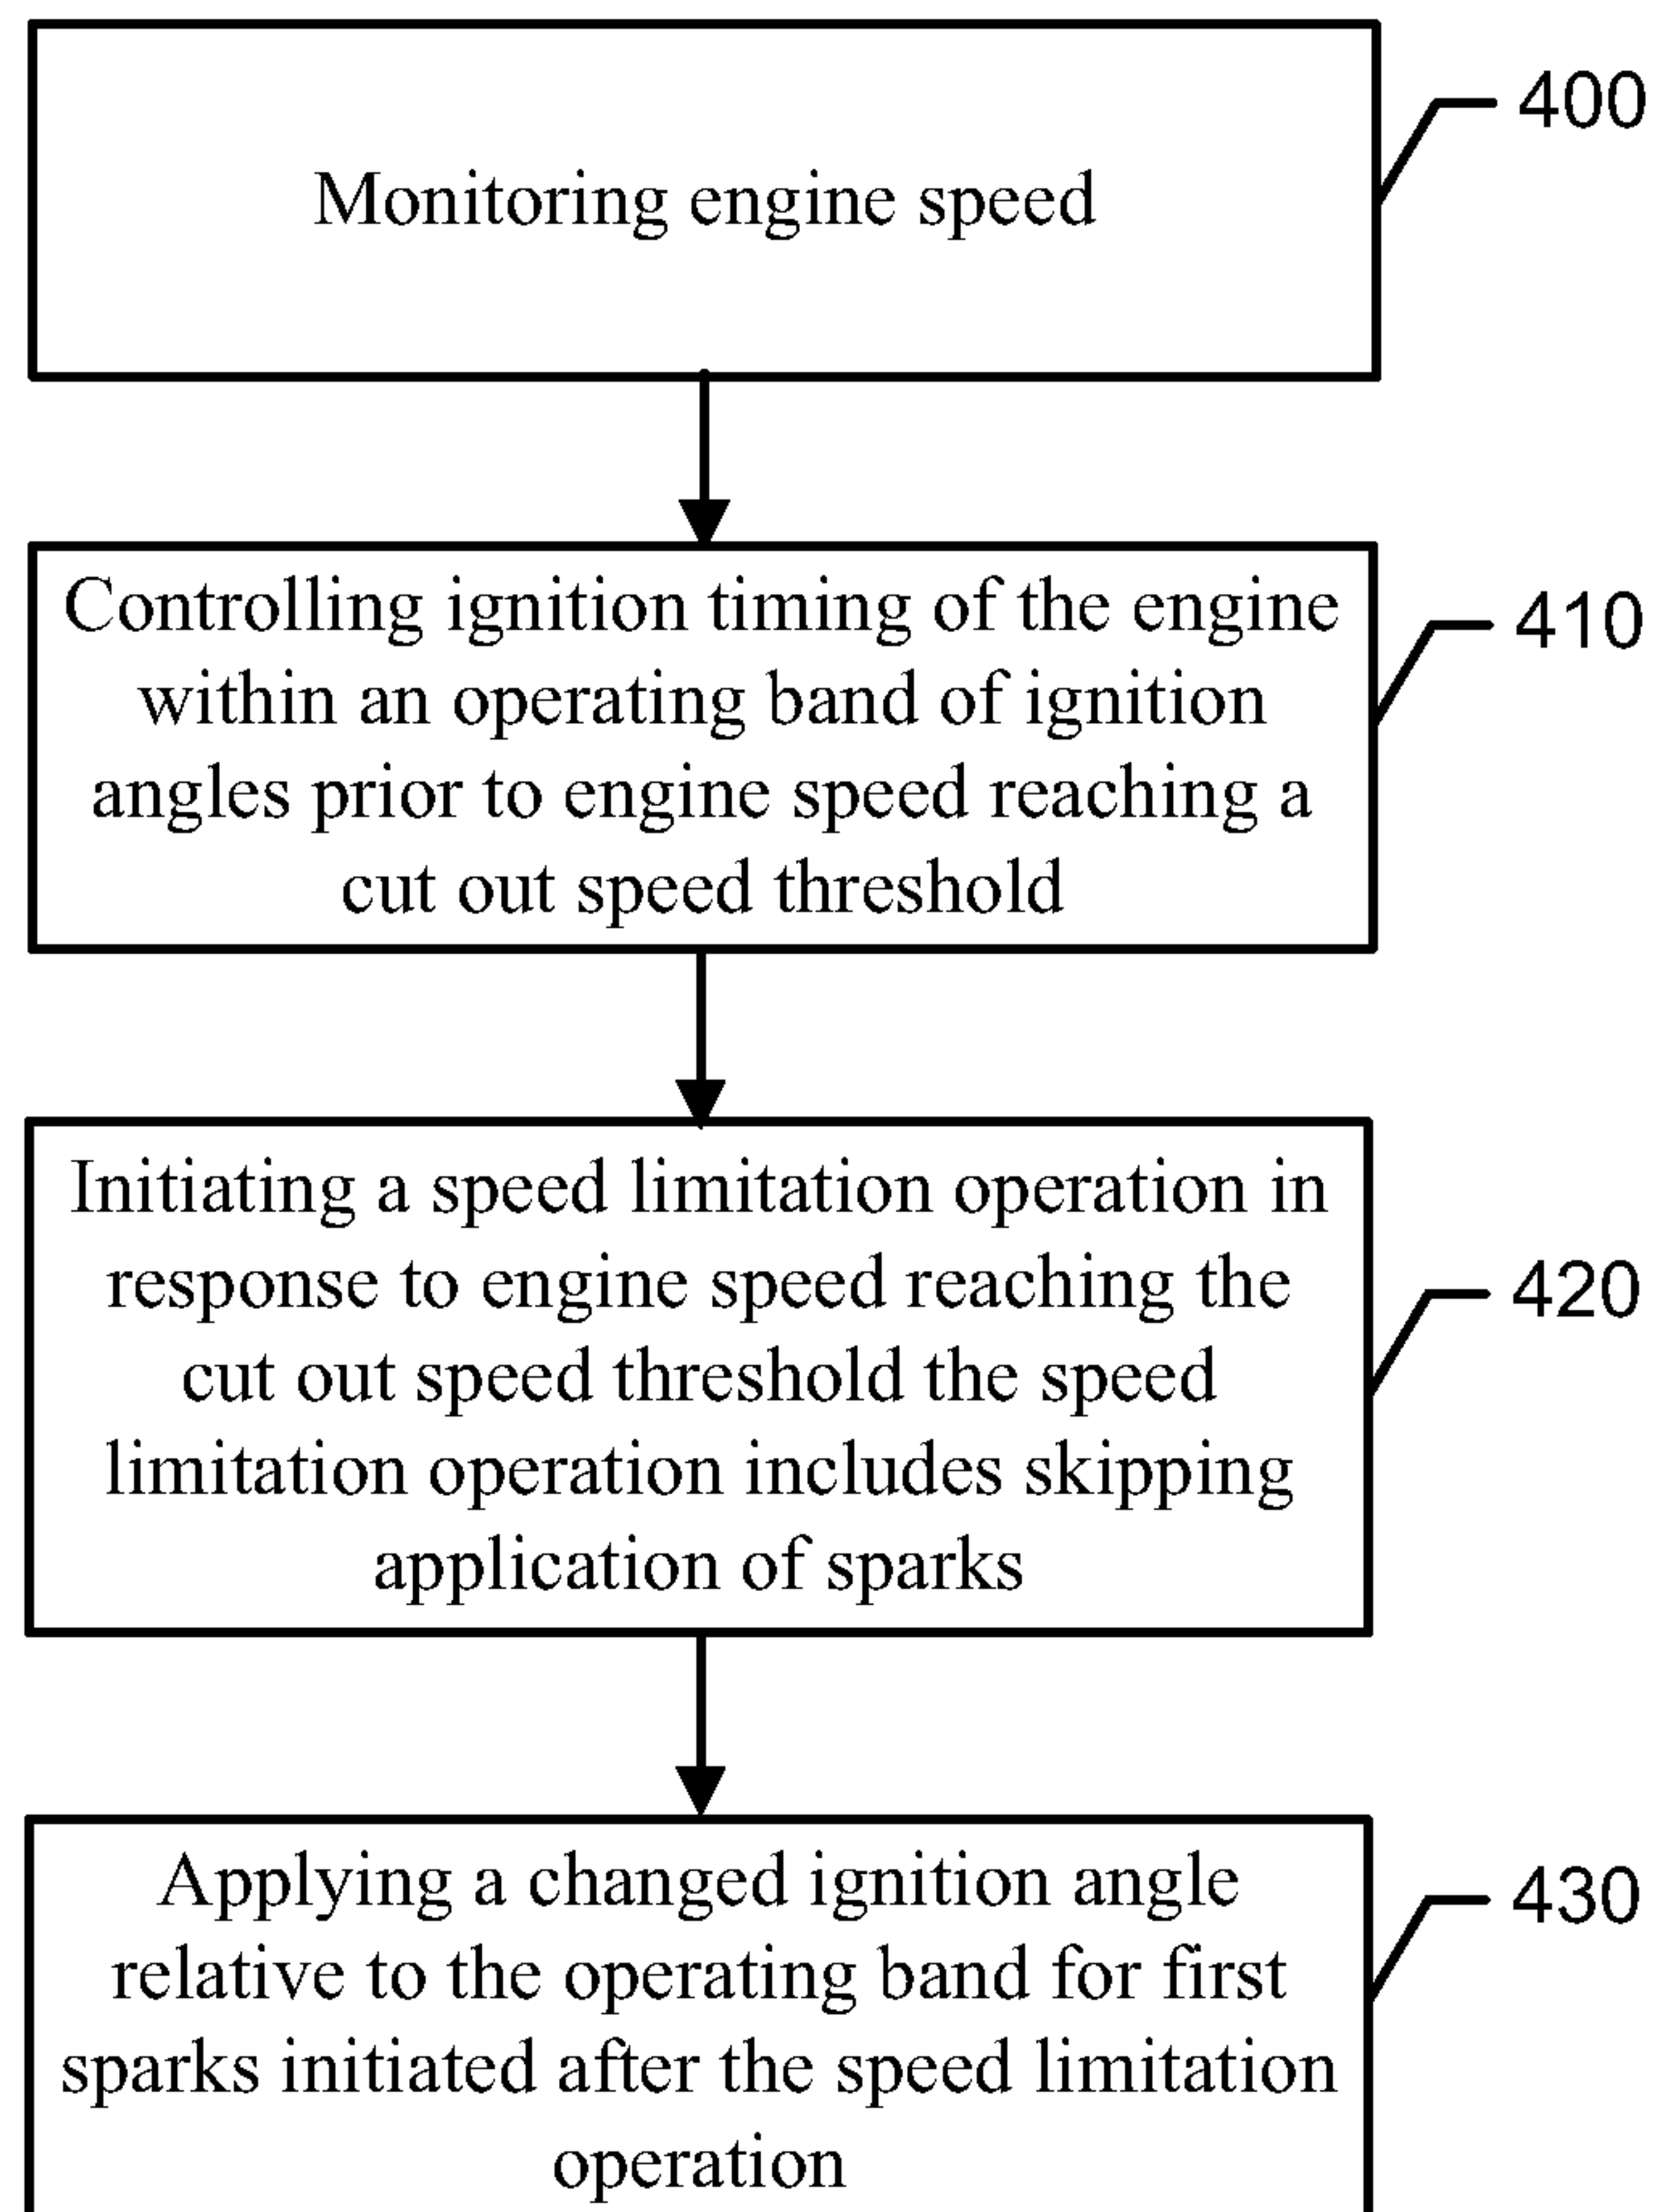 Monitoring engine speed
400
Controlling ignition timing of the engine
within an operating band of ignition
angles prior to engine speed reaching a
cut out speed threshold
410
Initiating a speed limitation operation in
response to engine speed reaching the
cut out speed threshold the speed
limitation operation includes skipping
application of sparks
420
Applying a changed ignition angle
relative to the operating band for first
sparks initiated after the speed limitation
operation
430